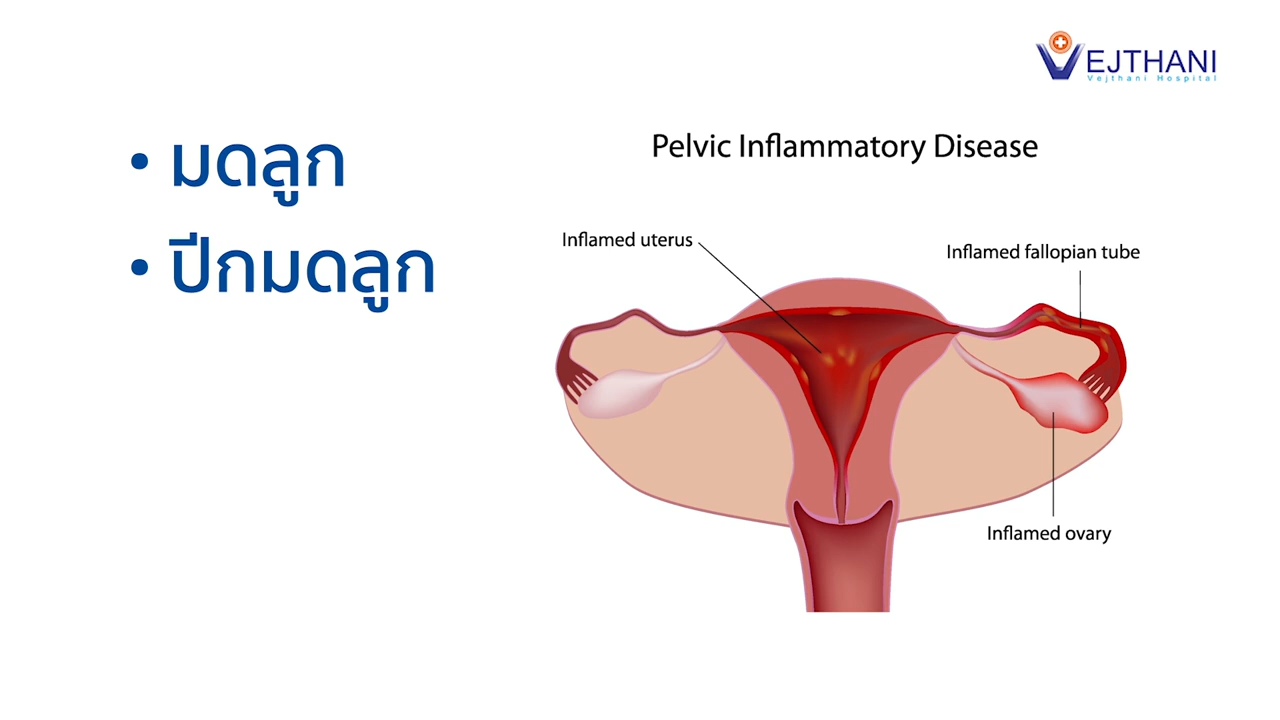 VEJTHANI
Vejthani Hospital
• มดลูก
• ปีกมดลูก
Pelvic Inflammatory Disease
Inflamed uterus
Inflamed fallopian tube
Inflamed ovary